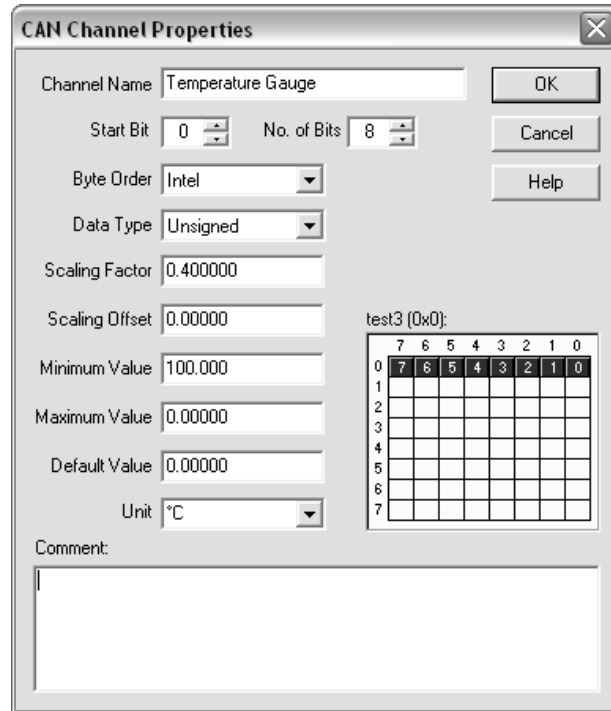 CAN Channel Properties
Channel Name Temperature Gauge OK
Start Bit 0 No. of Bits 8 Cancel
Byte Order Intel Help
Data Type Unsigned
Scaling Factor 0.400000
Scaling Offset 0.00000 test3 (0x0):
7 6 5 4 3 2 1 0
Minimum Value 100.000 0 7 6 5 4 3 2 1 0
1
2
Maximum Value 0.00000 3
4
Default Value 0.00000 5
6
Unit °C 7
Comment: